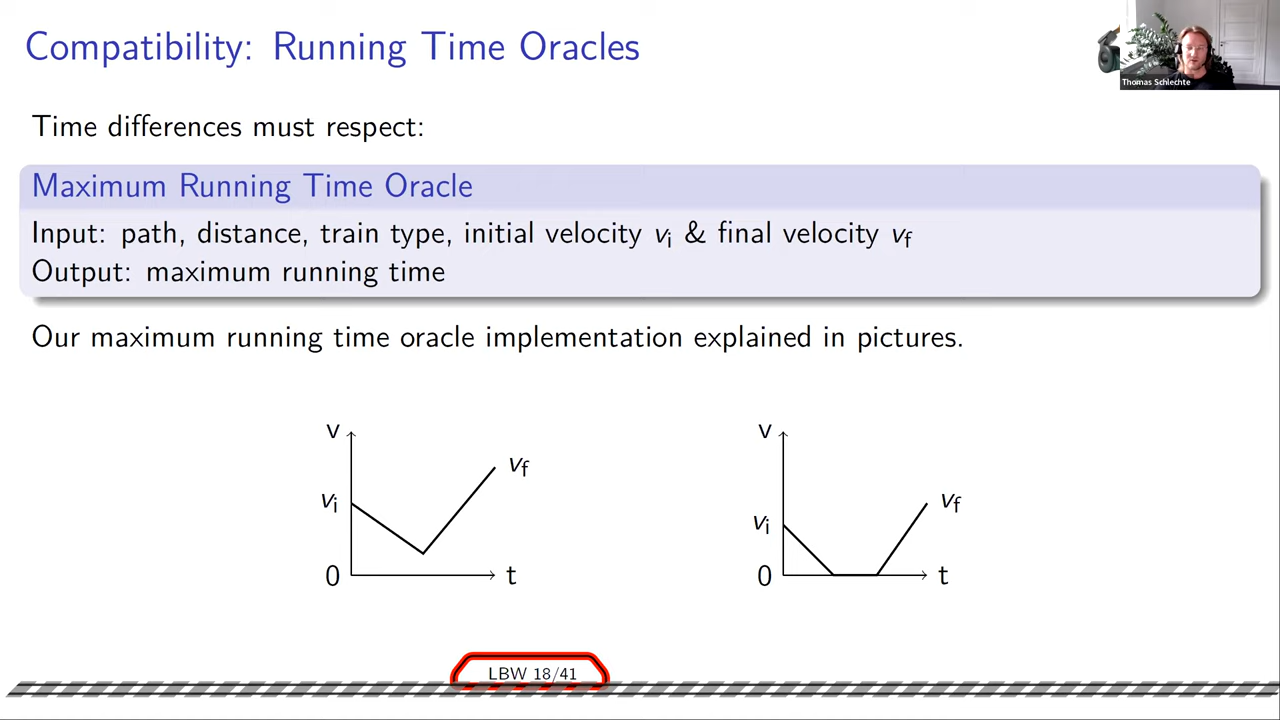 Compatibility: Running Time Oracles
Thomas Schlechte
Time differences must respect:
Maximum Running Time Oracle
Input: path, distance, train type, initial velocity vi & final velocity vf
Output: maximum running time
Our maximum running time oracle implementation explained in pictures.
v
vf
vi
0
t
v
vf
vi
0
t
LBW 18/41